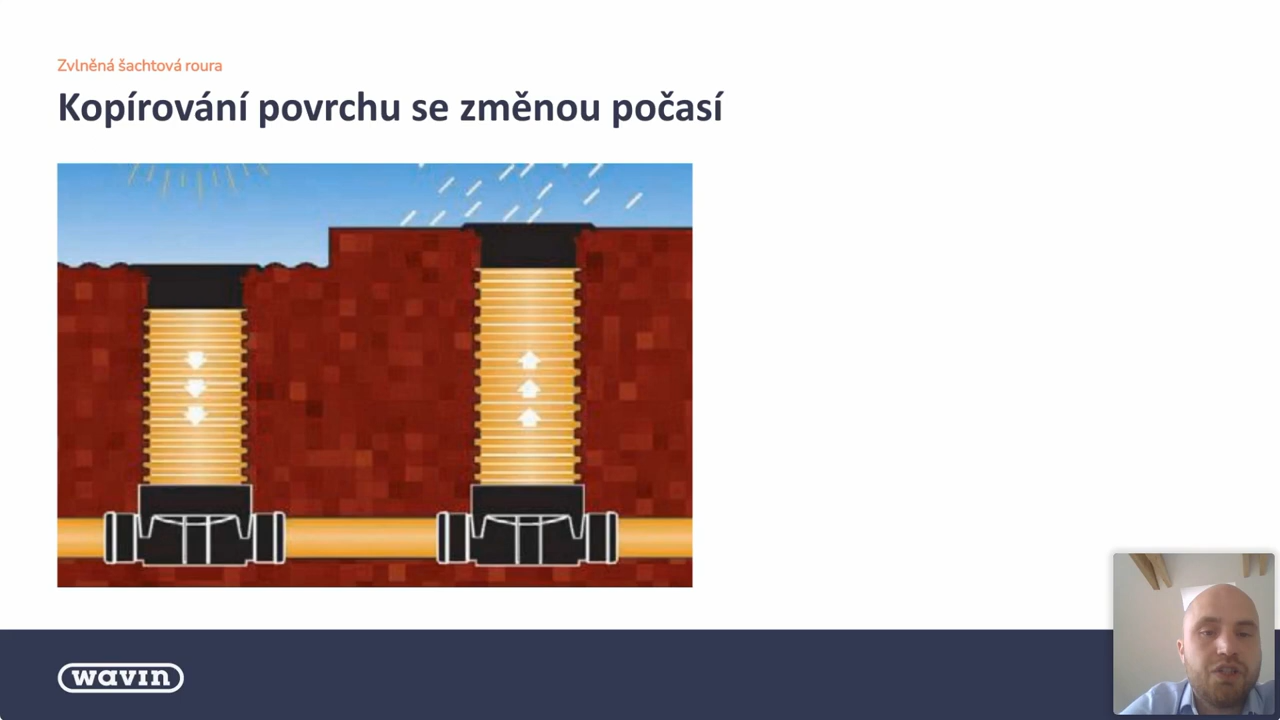 Zvlněná šachtová roura
Kopírování povrchu se změnou počasí
wavin